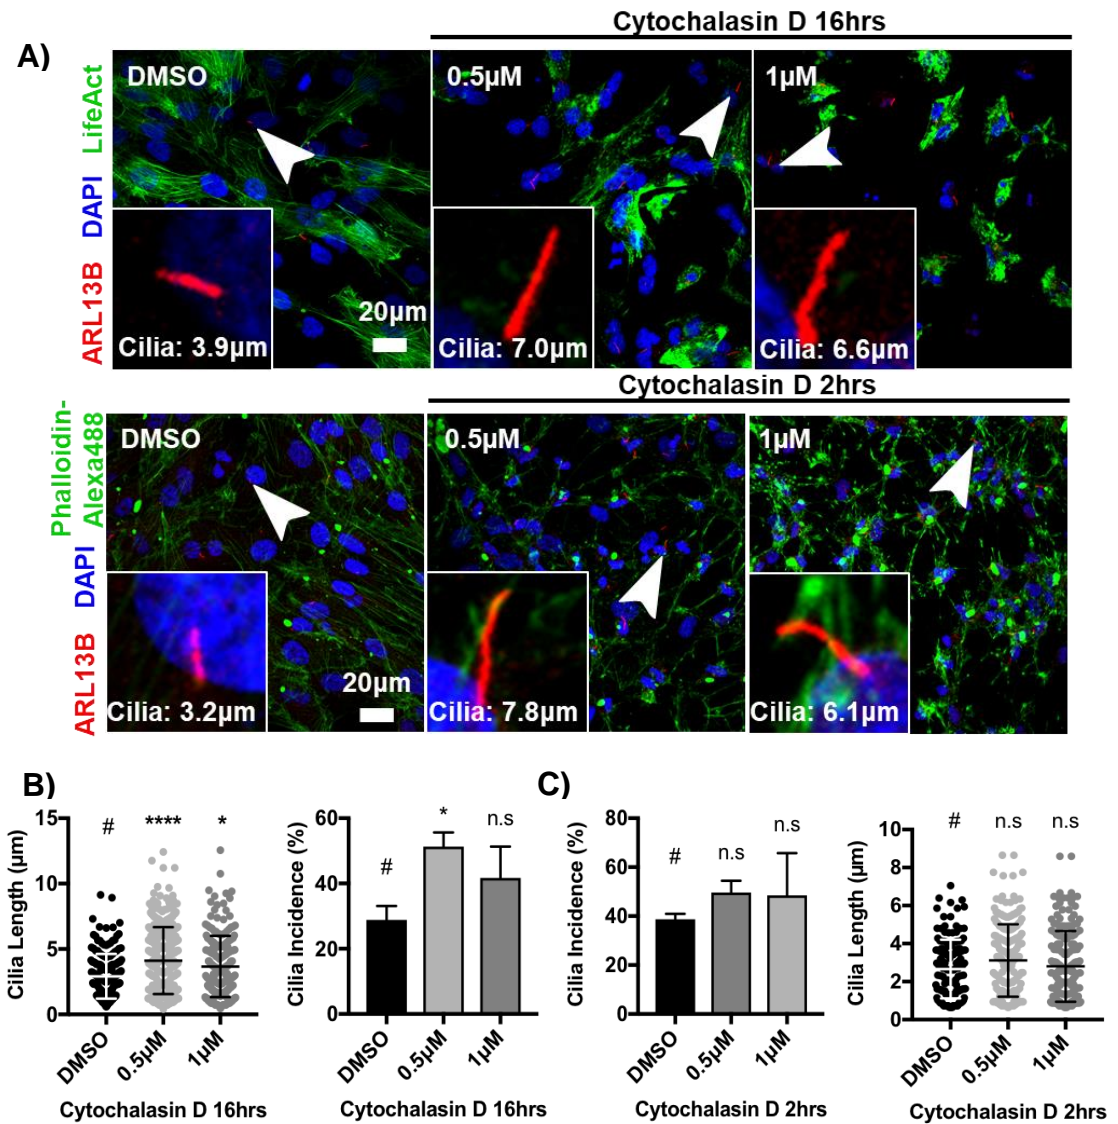 Cytochalasin D 16hrs
A)
ARL13B DAPI LifeAct
DMSO
0.5µM
1µM
20µm
Cilia: 3.9µm
Cilia: 7.0µm
Cilia: 6.6µm
Cytochalasin D 2hrs
ARL13B DAPI Phalloidin-
Alexa488
DMSO
0.5µM
1µM
20µm
Cilia: 3.2µm
Cilia: 7.8µm
Cilia: 6.1µm
B)
Cilia Length (µm)
15
10
5
0
#
****
*
DMSO
0.5µM
1µM
Cytochalasin D 16hrs
Cilia Incidence (%)
60
40
20
0
#
*
n.s
DMSO
0.5µM
1µM
Cytochalasin D 16hrs
C)
Cilia Incidence (%)
80
60
40
20
0
#
n.s
n.s
DMSO
0.5µM
1µM
Cytochalasin D 2hrs
Cilia Length (µm)
10
8
6
4
2
0
#
n.s
n.s
DMSO
0.5µM
1µM
Cytochalasin D 2hrs